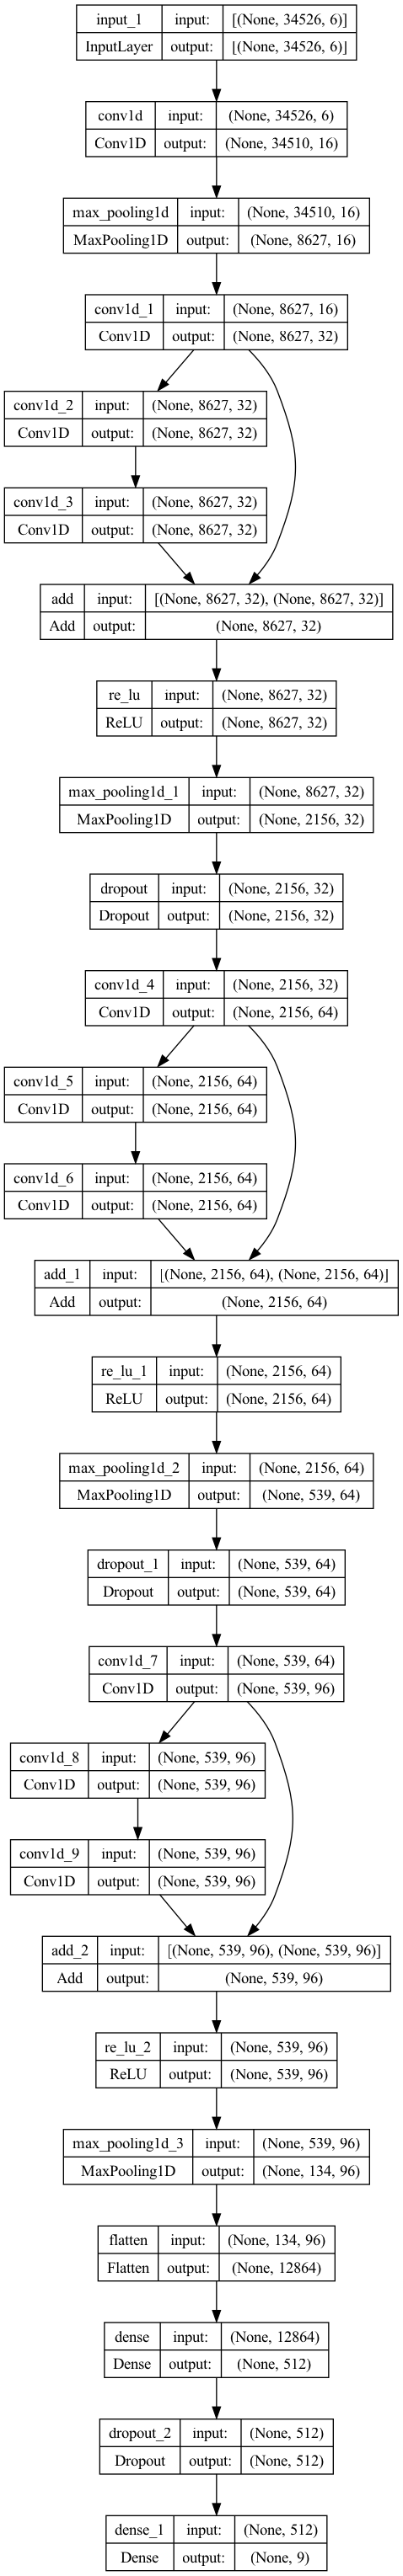 input_1 input: [(None, 34526, 6)]
InputLayer output: [(None, 34526, 6)]
conv1d input: (None, 34526, 6)
Conv1D output: (None, 34510, 16)
max_pooling1d input: (None, 34510, 16)
MaxPooling1D output: (None, 8627, 16)
conv1d_1 input: (None, 8627, 16)
Conv1D output: (None, 8627, 32)
conv1d_2 input: (None, 8627, 32)
Conv1D output: (None, 8627, 32)
conv1d_3 input: (None, 8627, 32)
Conv1D output: (None, 8627, 32)
add input: [(None, 8627, 32), (None, 8627, 32)]
Add output: (None, 8627, 32)
re_lu input: (None, 8627, 32)
ReLU output: (None, 8627, 32)
max_pooling1d_1 input: (None, 8627, 32)
MaxPooling1D output: (None, 2156, 32)
dropout input: (None, 2156, 32)
Dropout output: (None, 2156, 32)
conv1d_4 input: (None, 2156, 32)
Conv1D output: (None, 2156, 64)
conv1d_5 input: (None, 2156, 64)
Conv1D output: (None, 2156, 64)
conv1d_6 input: (None, 2156, 64)
Conv1D output: (None, 2156, 64)
add_1 input: [(None, 2156, 64), (None, 2156, 64)]
Add output: (None, 2156, 64)
re_lu_1 input: (None, 2156, 64)
ReLU output: (None, 2156, 64)
max_pooling1d_2 input: (None, 2156, 64)
MaxPooling1D output: (None, 539, 64)
dropout_1 input: (None, 539, 64)
Dropout output: (None, 539, 64)
conv1d_7 input: (None, 539, 64)
Conv1D output: (None, 539, 96)
conv1d_8 input: (None, 539, 96)
Conv1D output: (None, 539, 96)
conv1d_9 input: (None, 539, 96)
Conv1D output: (None, 539, 96)
add_2 input: [(None, 539, 96), (None, 539, 96)]
Add output: (None, 539, 96)
re_lu_2 input: (None, 539, 96)
ReLU output: (None, 539, 96)
max_pooling1d_3 input: (None, 539, 96)
MaxPooling1D output: (None, 134, 96)
flatten input: (None, 134, 96)
Flatten output: (None, 12864)
dense input: (None, 12864)
Dense output: (None, 512)
dropout_2 input: (None, 512)
Dropout output: (None, 512)
dense_1 input: (None, 512)
Dense output: (None, 9)